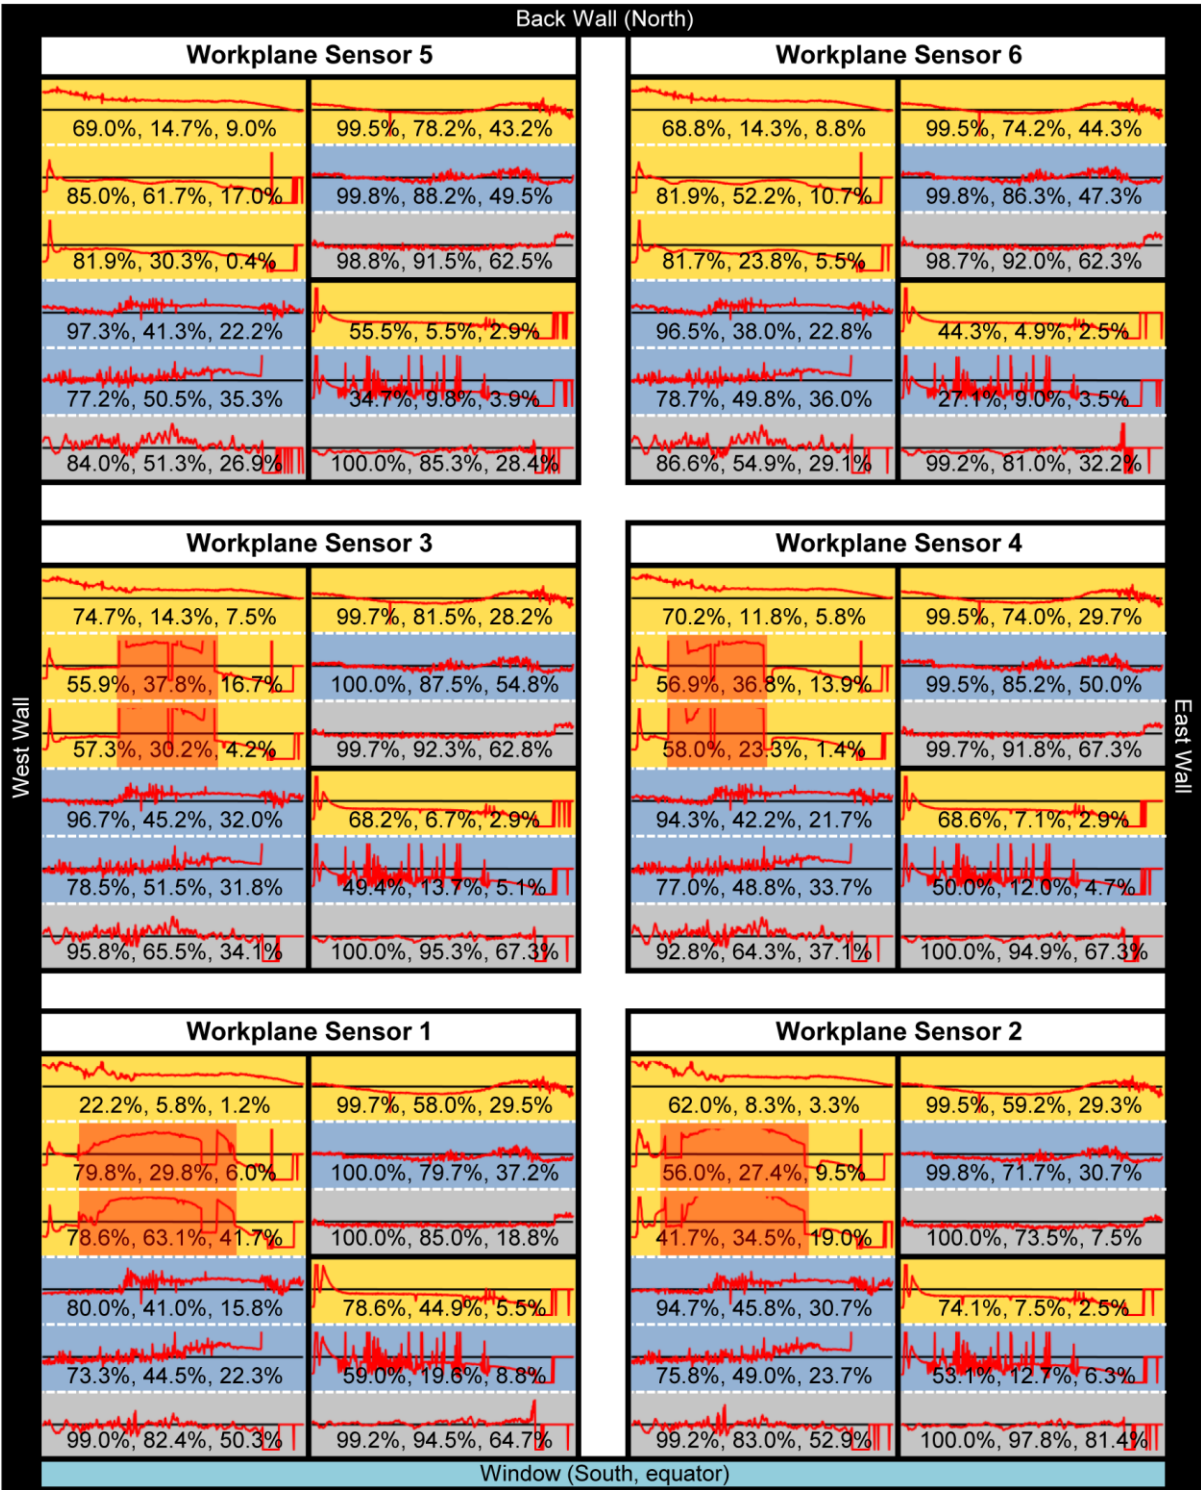 Back Wall (North)
Workplane Sensor 5
69.0%, 14.7%, 9.0%
85.0%, 61.7%, 17.0%
81.9%, 30.3%, 0.4%
97.3%, 41.3%, 22.2%
77.2%, 50.5%, 35.3%
84.0%, 51.3%, 26.9%
99.5%, 78.2%, 43.2%
99.8%, 88.2%, 49.5%
98.8%, 91.5%, 62.5%
55.5%, 5.5%, 2.9%
34.7%, 9.8%, 3.9%
100.0%, 85.3%, 28.4%
Workplane Sensor 6
68.8%, 14.3%, 8.8%
81.9%, 52.2%, 10.7%
81.7%, 23.8%, 5.5%
96.5%, 38.0%, 22.8%
78.7%, 49.8%, 36.0%
86.6%, 54.9%, 29.1%
99.5%, 74.2%, 44.3%
99.8%, 86.3%, 47.3%
98.7%, 92.0%, 62.3%
44.3%, 4.9%, 2.5%
27.1%, 9.0%, 3.5%
99.2%, 81.0%, 32.2%
West Wall
Workplane Sensor 3
74.7%, 14.3%, 7.5%
55.9%, 37.8%, 16.7%
57.3%, 30.2%, 4.2%
96.7%, 45.2%, 32.0%
78.5%, 51.5%, 31.8%
95.8%, 65.5%, 34.1%
99.7%, 81.5%, 28.2%
100.0%, 87.5%, 54.8%
99.7%, 92.3%, 62.8%
68.2%, 6.7%, 2.9%
49.4%, 13.7%, 5.1%
100.0%, 95.3%, 67.3%
Workplane Sensor 4
70.2%, 11.8%, 5.8%
56.9%, 36.8%, 13.9%
58.0%, 23.3%, 1.4%
94.3%, 42.2%, 21.7%
77.0%, 48.8%, 33.7%
92.8%, 64.3%, 37.1%
99.5%, 74.0%, 29.7%
99.5%, 85.2%, 50.0%
99.7%, 91.8%, 67.3%
68.6%, 7.1%, 2.9%
50.0%, 12.0%, 4.7%
100.0%, 94.9%, 67.3%
East Wall
Workplane Sensor 1
22.2%, 5.8%, 1.2%
79.8%, 29.8%, 6.0%
78.6%, 63.1%, 41.7%
80.0%, 41.0%, 15.8%
73.3%, 44.5%, 22.3%
99.0%, 82.4%, 50.3%
99.7%, 58.0%, 29.5%
100.0%, 79.7%, 37.2%
100.0%, 85.0%, 18.8%
78.6%, 44.9%, 5.5%
59.0%, 19.6%, 8.8%
99.2%, 94.5%, 64.7%
Workplane Sensor 2
62.0%, 8.3%, 3.3%
56.0%, 27.4%, 9.5%
41.7%, 34.5%, 19.0%
94.7%, 45.8%, 30.7%
75.8%, 49.0%, 23.7%
99.2%, 83.0%, 52.9%
99.5%, 59.2%, 29.3%
99.8%, 71.7%, 30.7%
100.0%, 73.5%, 7.5%
74.1%, 7.5%, 2.5%
53.1%, 12.7%, 6.3%
100.0%, 97.8%, 81.4%
Window (South, equator)